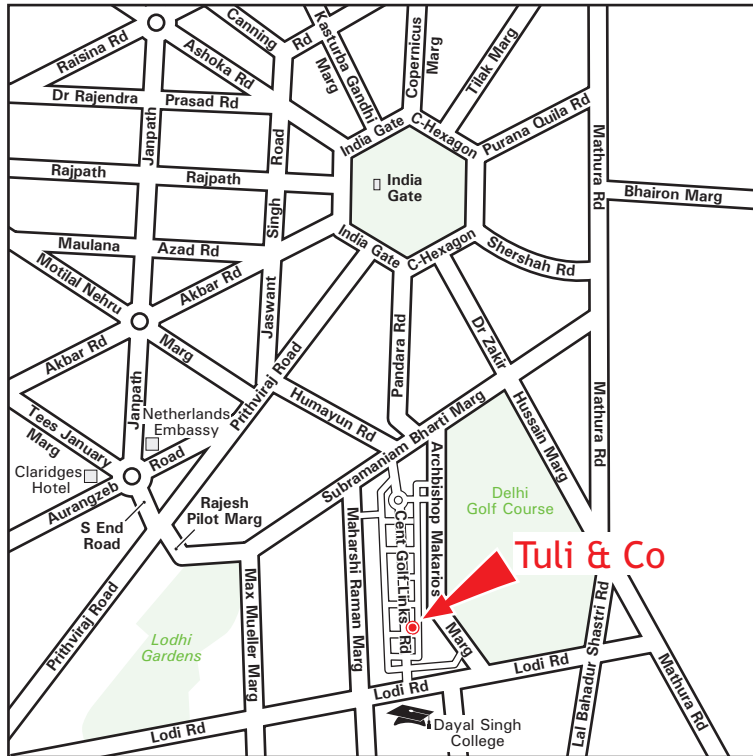 Raisina Rd
Canning Rd
Ashoka Rd
Kasturba Gandhi Marg
Copernicus Marg
Tilak Marg
Dr Rajendra Prasad Rd
Janpath
India Gate C-Hexagon
Purana Quila Rd
Mathura Rd
Rajpath
Rajpath
India
Gate
Bhairon Marg
Jaswant Singh Road
Maulana Azad Rd
India Gate C-Hexagon
Shershah Rd
Motilal Nehru Marg
Akbar Rd
Akbar Rd
Pandara Rd
Dr Zakir Hussain Marg
Prithviraj Road
Humayun Rd
Janpath
Tees January
Marg
Netherlands
Embassy
Subramaniam Bharti Marg
Mathura Rd
Claridges
Hotel
Aurangzeb Road
S End
Road
Rajesh
Pilot Marg
Archbishop Makarios Marg
Delhi
Golf Course
Cent Golf Links Rd
Maharshi Raman Marg
Max Mueller Marg
Tuli & Co
Prithviraj Road
Lodhi
Gardens
Lodi Rd
Lodi Rd
Lodi Rd
Lal Bahadur Shastri Rd
Mathura Rd
Dayal Singh
College